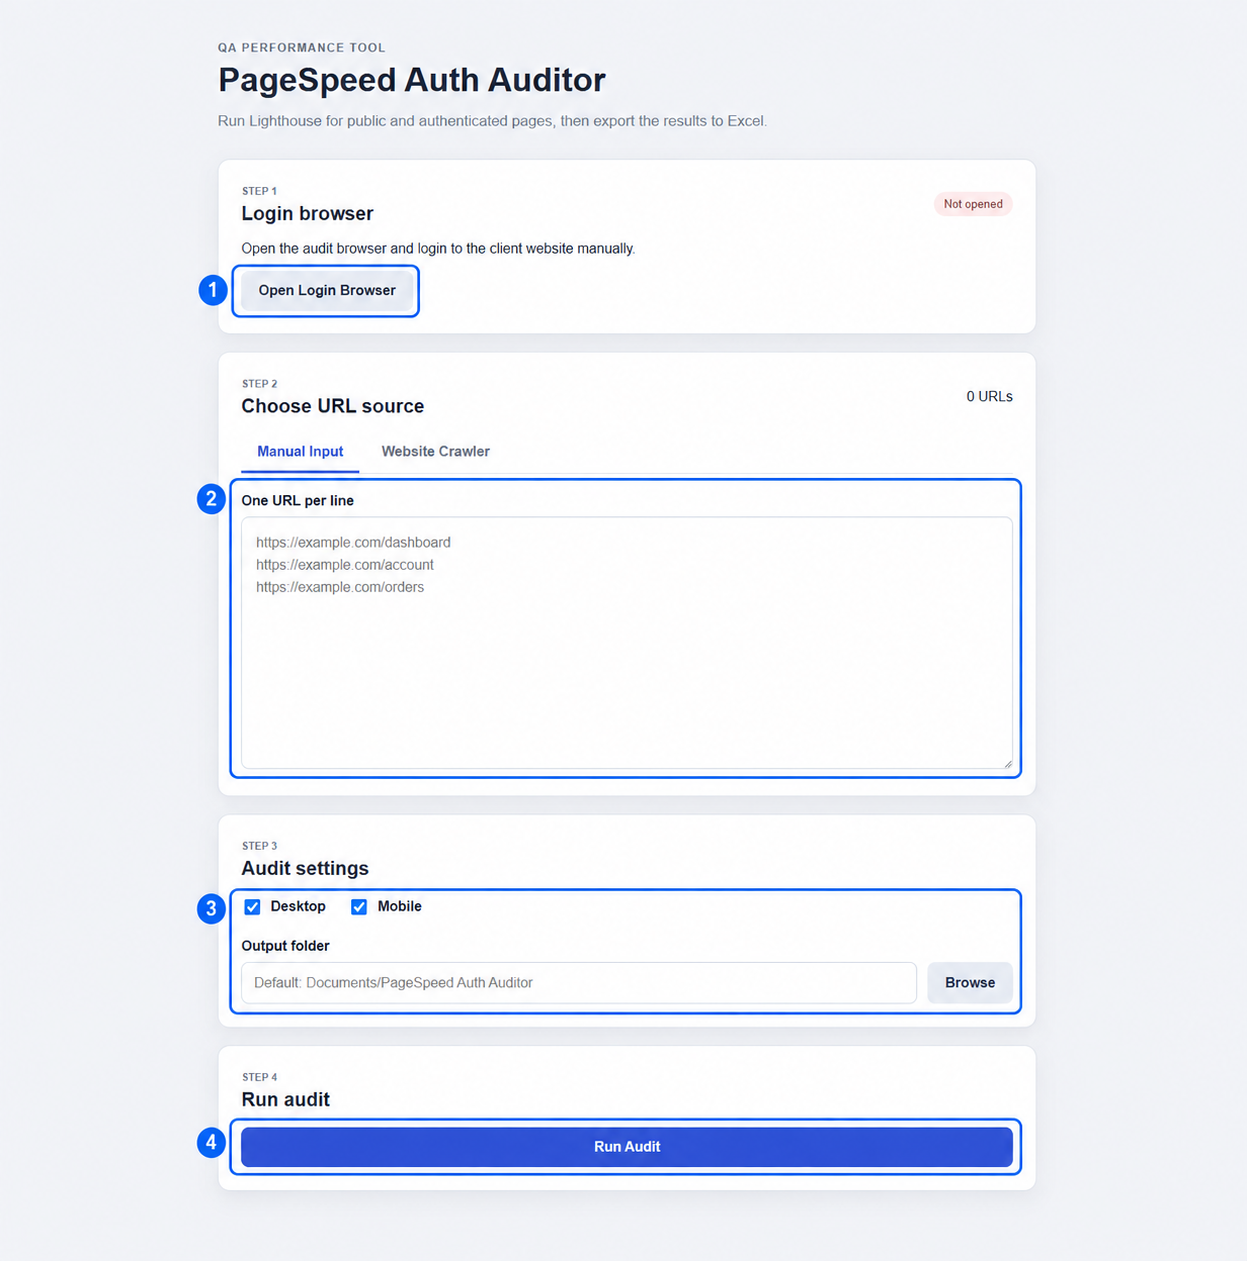 QA PERFORMANCE TOOL
PageSpeed Auth Auditor
Run Lighthouse for public and authenticated pages, then export the results to Excel.
STEP 1
Login browser
Not opened
Open the audit browser and login to the client website manually.
1
Open Login Browser
STEP 2
Choose URL source
0 URLs
Manual Input Website Crawler
2
One URL per line
https://example.com/dashboard
https://example.com/account
https://example.com/orders
STEP 3
Audit settings
3
Desktop Mobile
Output folder
Default: Documents/PageSpeed Auth Auditor
Browse
STEP 4
Run audit
4
Run Audit